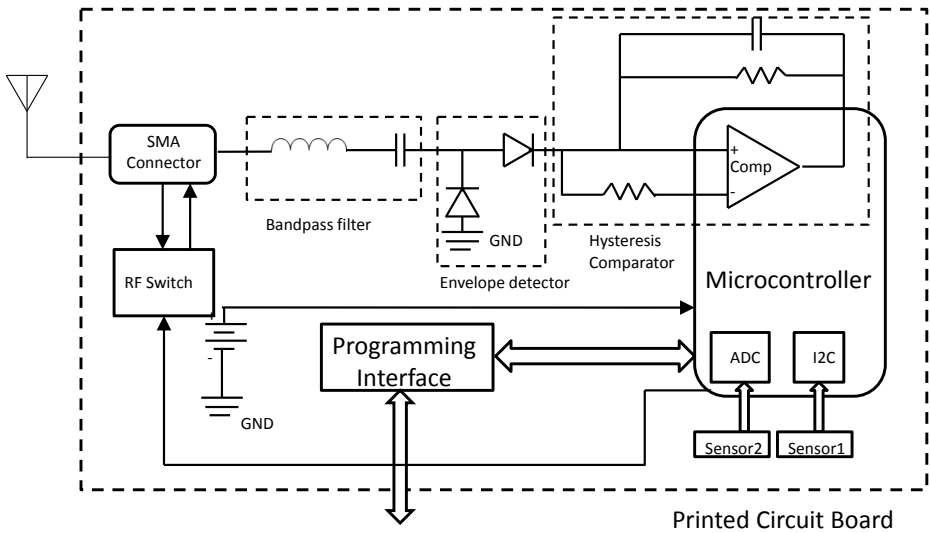 SMA
Connector
Bandpass filter
GND
Envelope detector
+
Comp
-
Hysteresis
Comparator
RF Switch
+
-
GND
Programming
Interface
Microcontroller
ADC
I2C
Sensor2
Sensor1
Printed Circuit Board